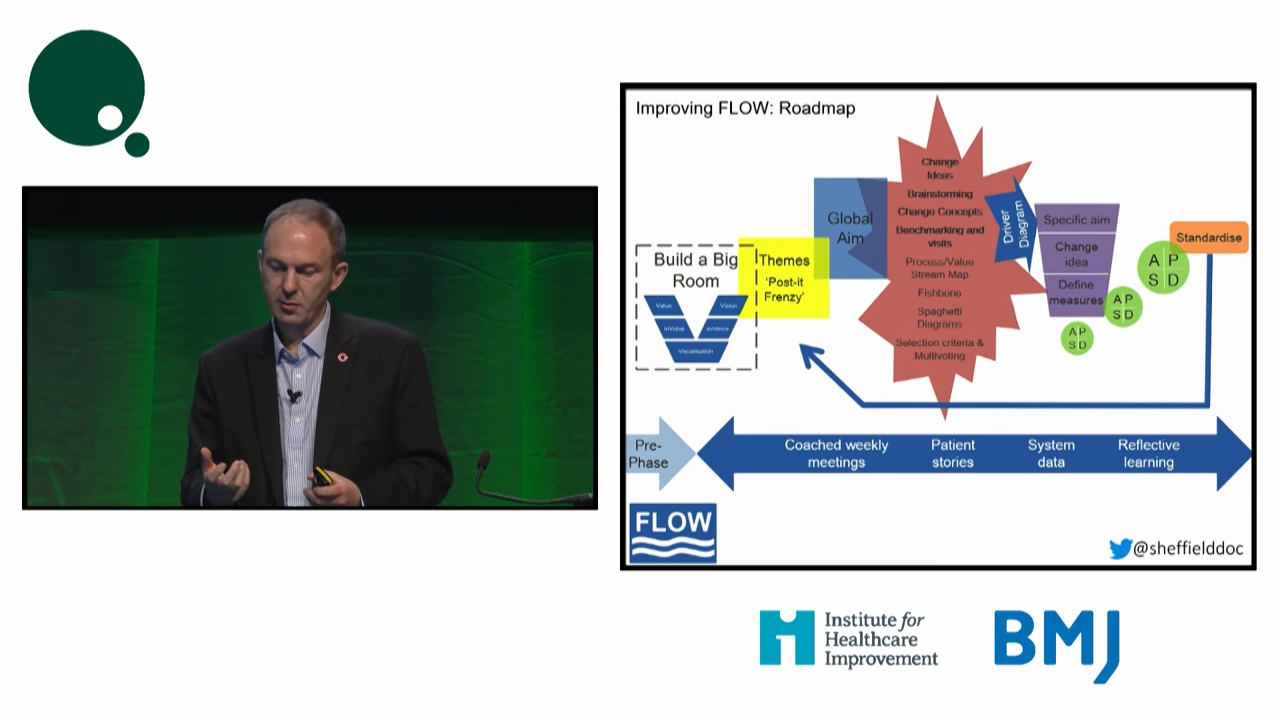 Improving FLOW: Roadmap
Build a Big
Room
Value
Vision
inVolve
eVidence
Visualisation
Themes
'Post-it
Frenzy'
Global
Aim
Change
Ideas
Brainstorming
Change Concepts
Benchmarking and
visits
Process/Value
Stream Map
Fishbone
Spaghetti
Diagrams
Selection criteria &
Multivoting
Driver
Diagram
Specific aim
Change
idea
Define
measures
A P
S D
A P
S D
A P
S D
Standardise
Pre-
Phase
Coached weekly
meetings
Patient
stories
System
data
Reflective
learning
FLOW
@sheffielddoc
Institute for
Healthcare
Improvement
BMJ